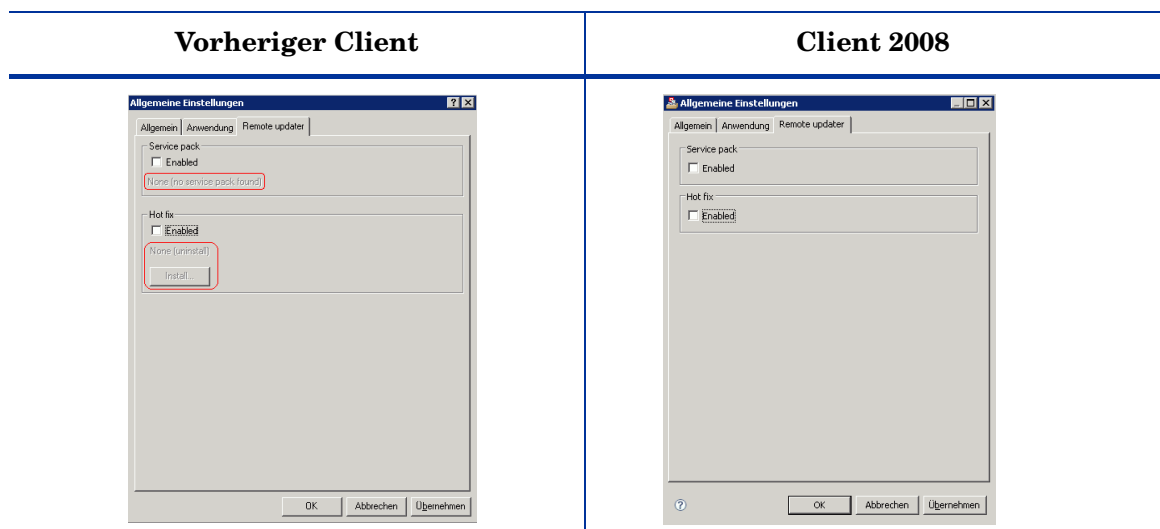 Vorheriger Client
Client 2008
Allgemeine Einstellungen
Allgemein Anwendung Remote updater
Service pack
Enabled
None (no service pack found)
Hot fix
Enabled
None (uninstall)
Install...
OK Abbrechen Übernehmen
Allgemeine Einstellungen
Allgemein Anwendung Remote updater
Service pack
Enabled
Hot fix
Enabled
OK Abbrechen Übernehmen